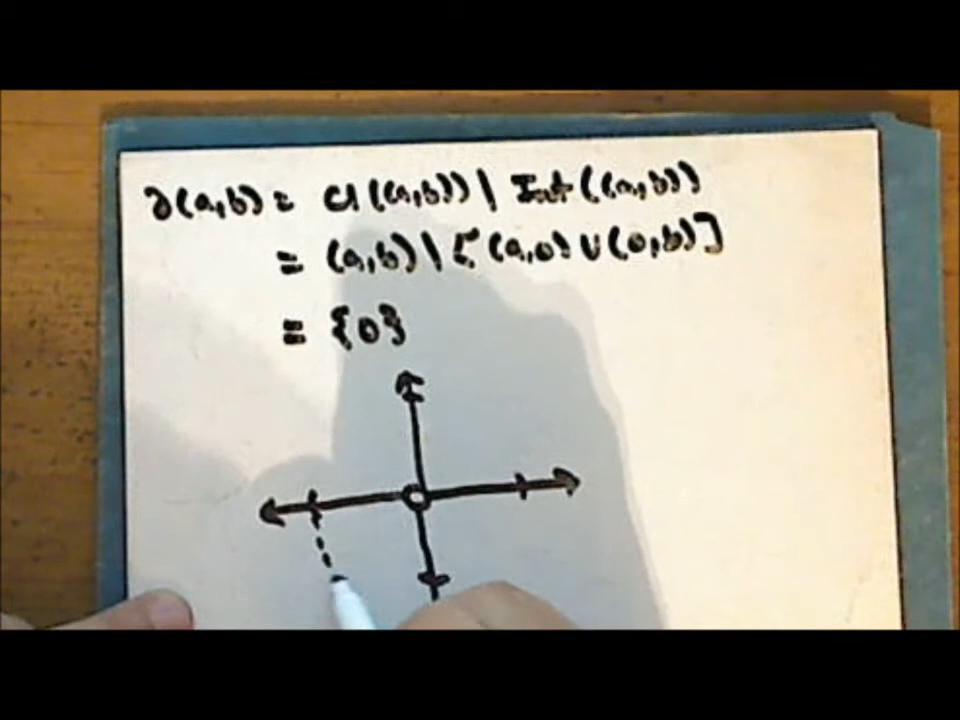 ∂(a,b) = Cl((a,b)) \ Int((a,b))
= (a,b) \ [(a,0) ∪ (0,b)]
= {0}